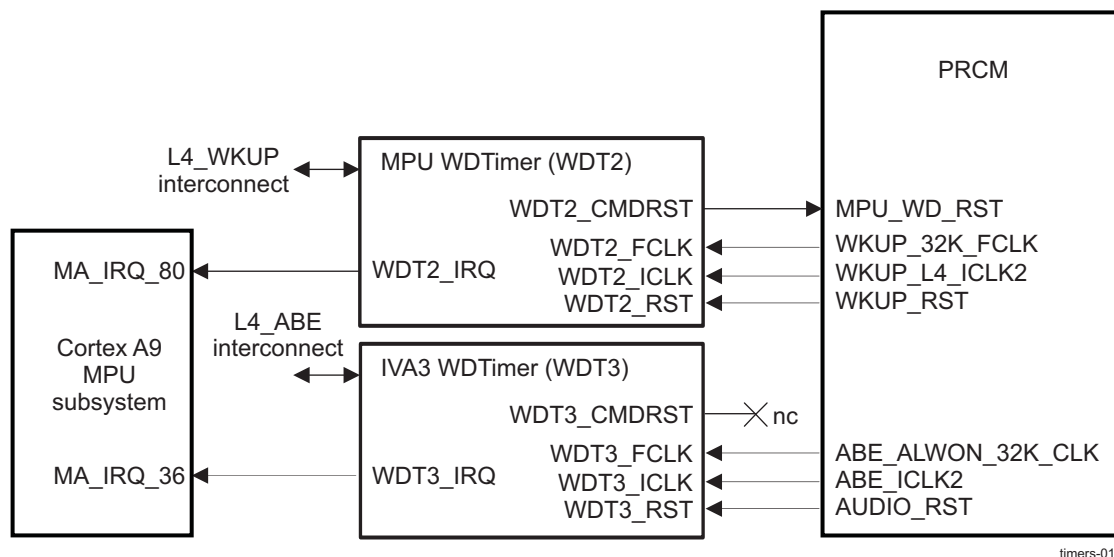 PRCM
L4_WKUP
interconnect
MPU WDTimer (WDT2)
WDT2_CMDRST
MPU_WD_RST
WDT2_FCLK
WKUP_32K_FCLK
MA_IRQ_80
WDT2_IRQ
WDT2_ICLK
WKUP_L4_ICLK2
WDT2_RST
WKUP_RST
L4_ABE
interconnect
Cortex A9
MPU
subsystem
IVA3 WDTimer (WDT3)
WDT3_CMDRST
nc
WDT3_FCLK
ABE_ALWON_32K_CLK
MA_IRQ_36
WDT3_IRQ
WDT3_ICLK
ABE_ICLK2
WDT3_RST
AUDIO_RST
timers-01